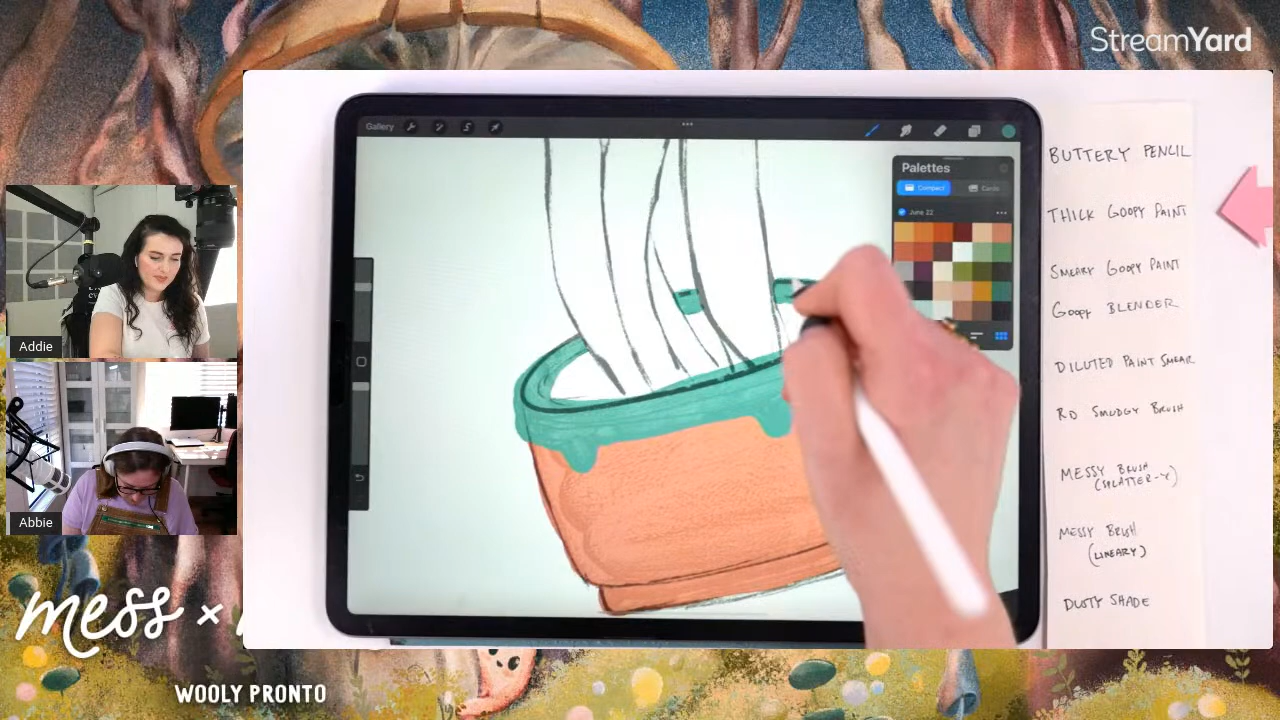 StreamYard
Gallery
Palettes
Compact
Cards
June 22
BUTTERY PENCIL
THICK GOOPY PAINT
SMEARY GOOPY PAINT
GOOPY BLENDER
DILUTED PAINT SMEAR
RD SMUDGY BRUSH
MESSY BRUSH
(SPLATTER-Y)
MESSY BRUSH
(LINEARY)
DUSTY SHADE
Addie
Abbie
mess ×
WOOLY PRONTO